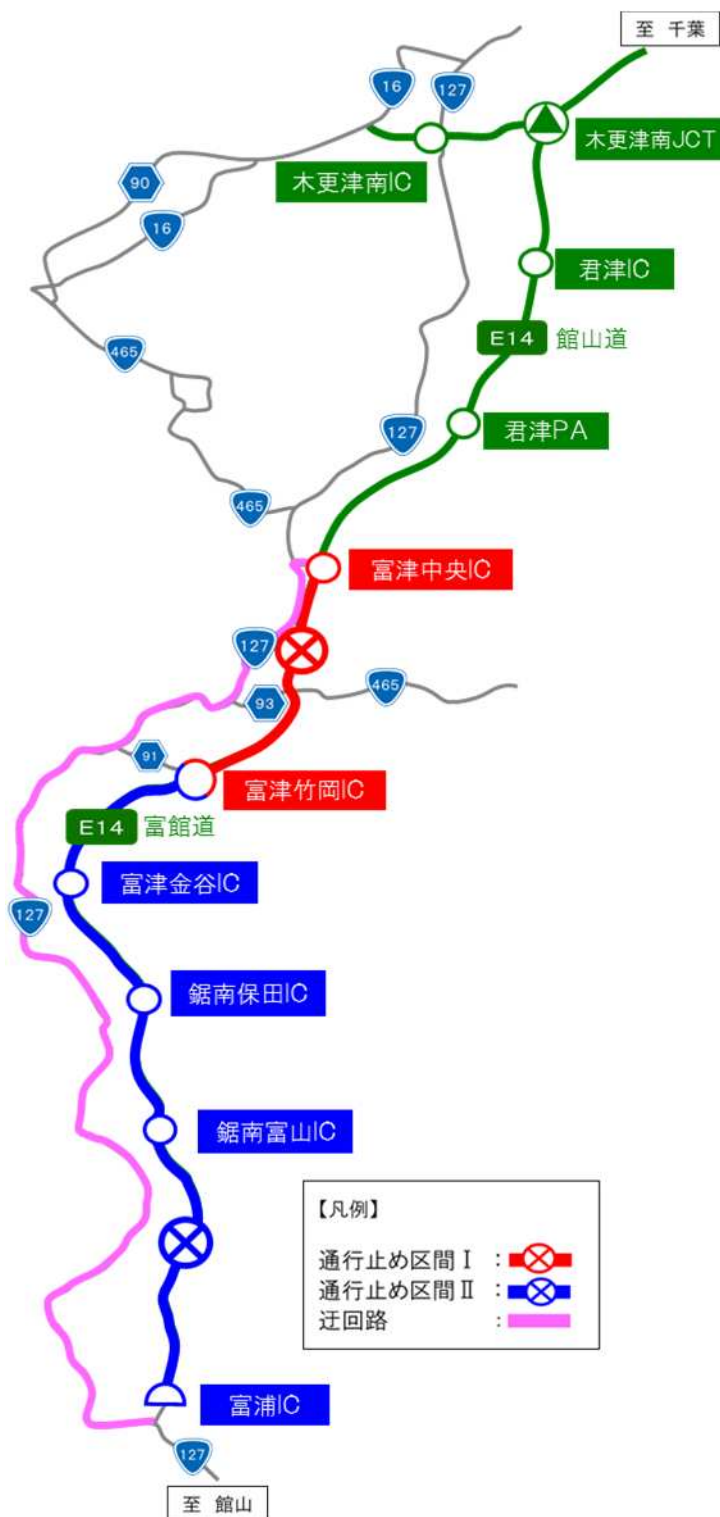 至 千葉
16
127
木更津南JCT
木更津南IC
90
16
君津IC
E14 館山道
465
127
君津PA
465
富津中央IC
127
93
465
91
富津竹岡IC
E14 富館道
富津金谷IC
127
鋸南保田IC
鋸南富山IC
【凡例】
通行止め区間Ⅰ :
通行止め区間Ⅱ :
迂回路 :
富浦IC
127
至 館山